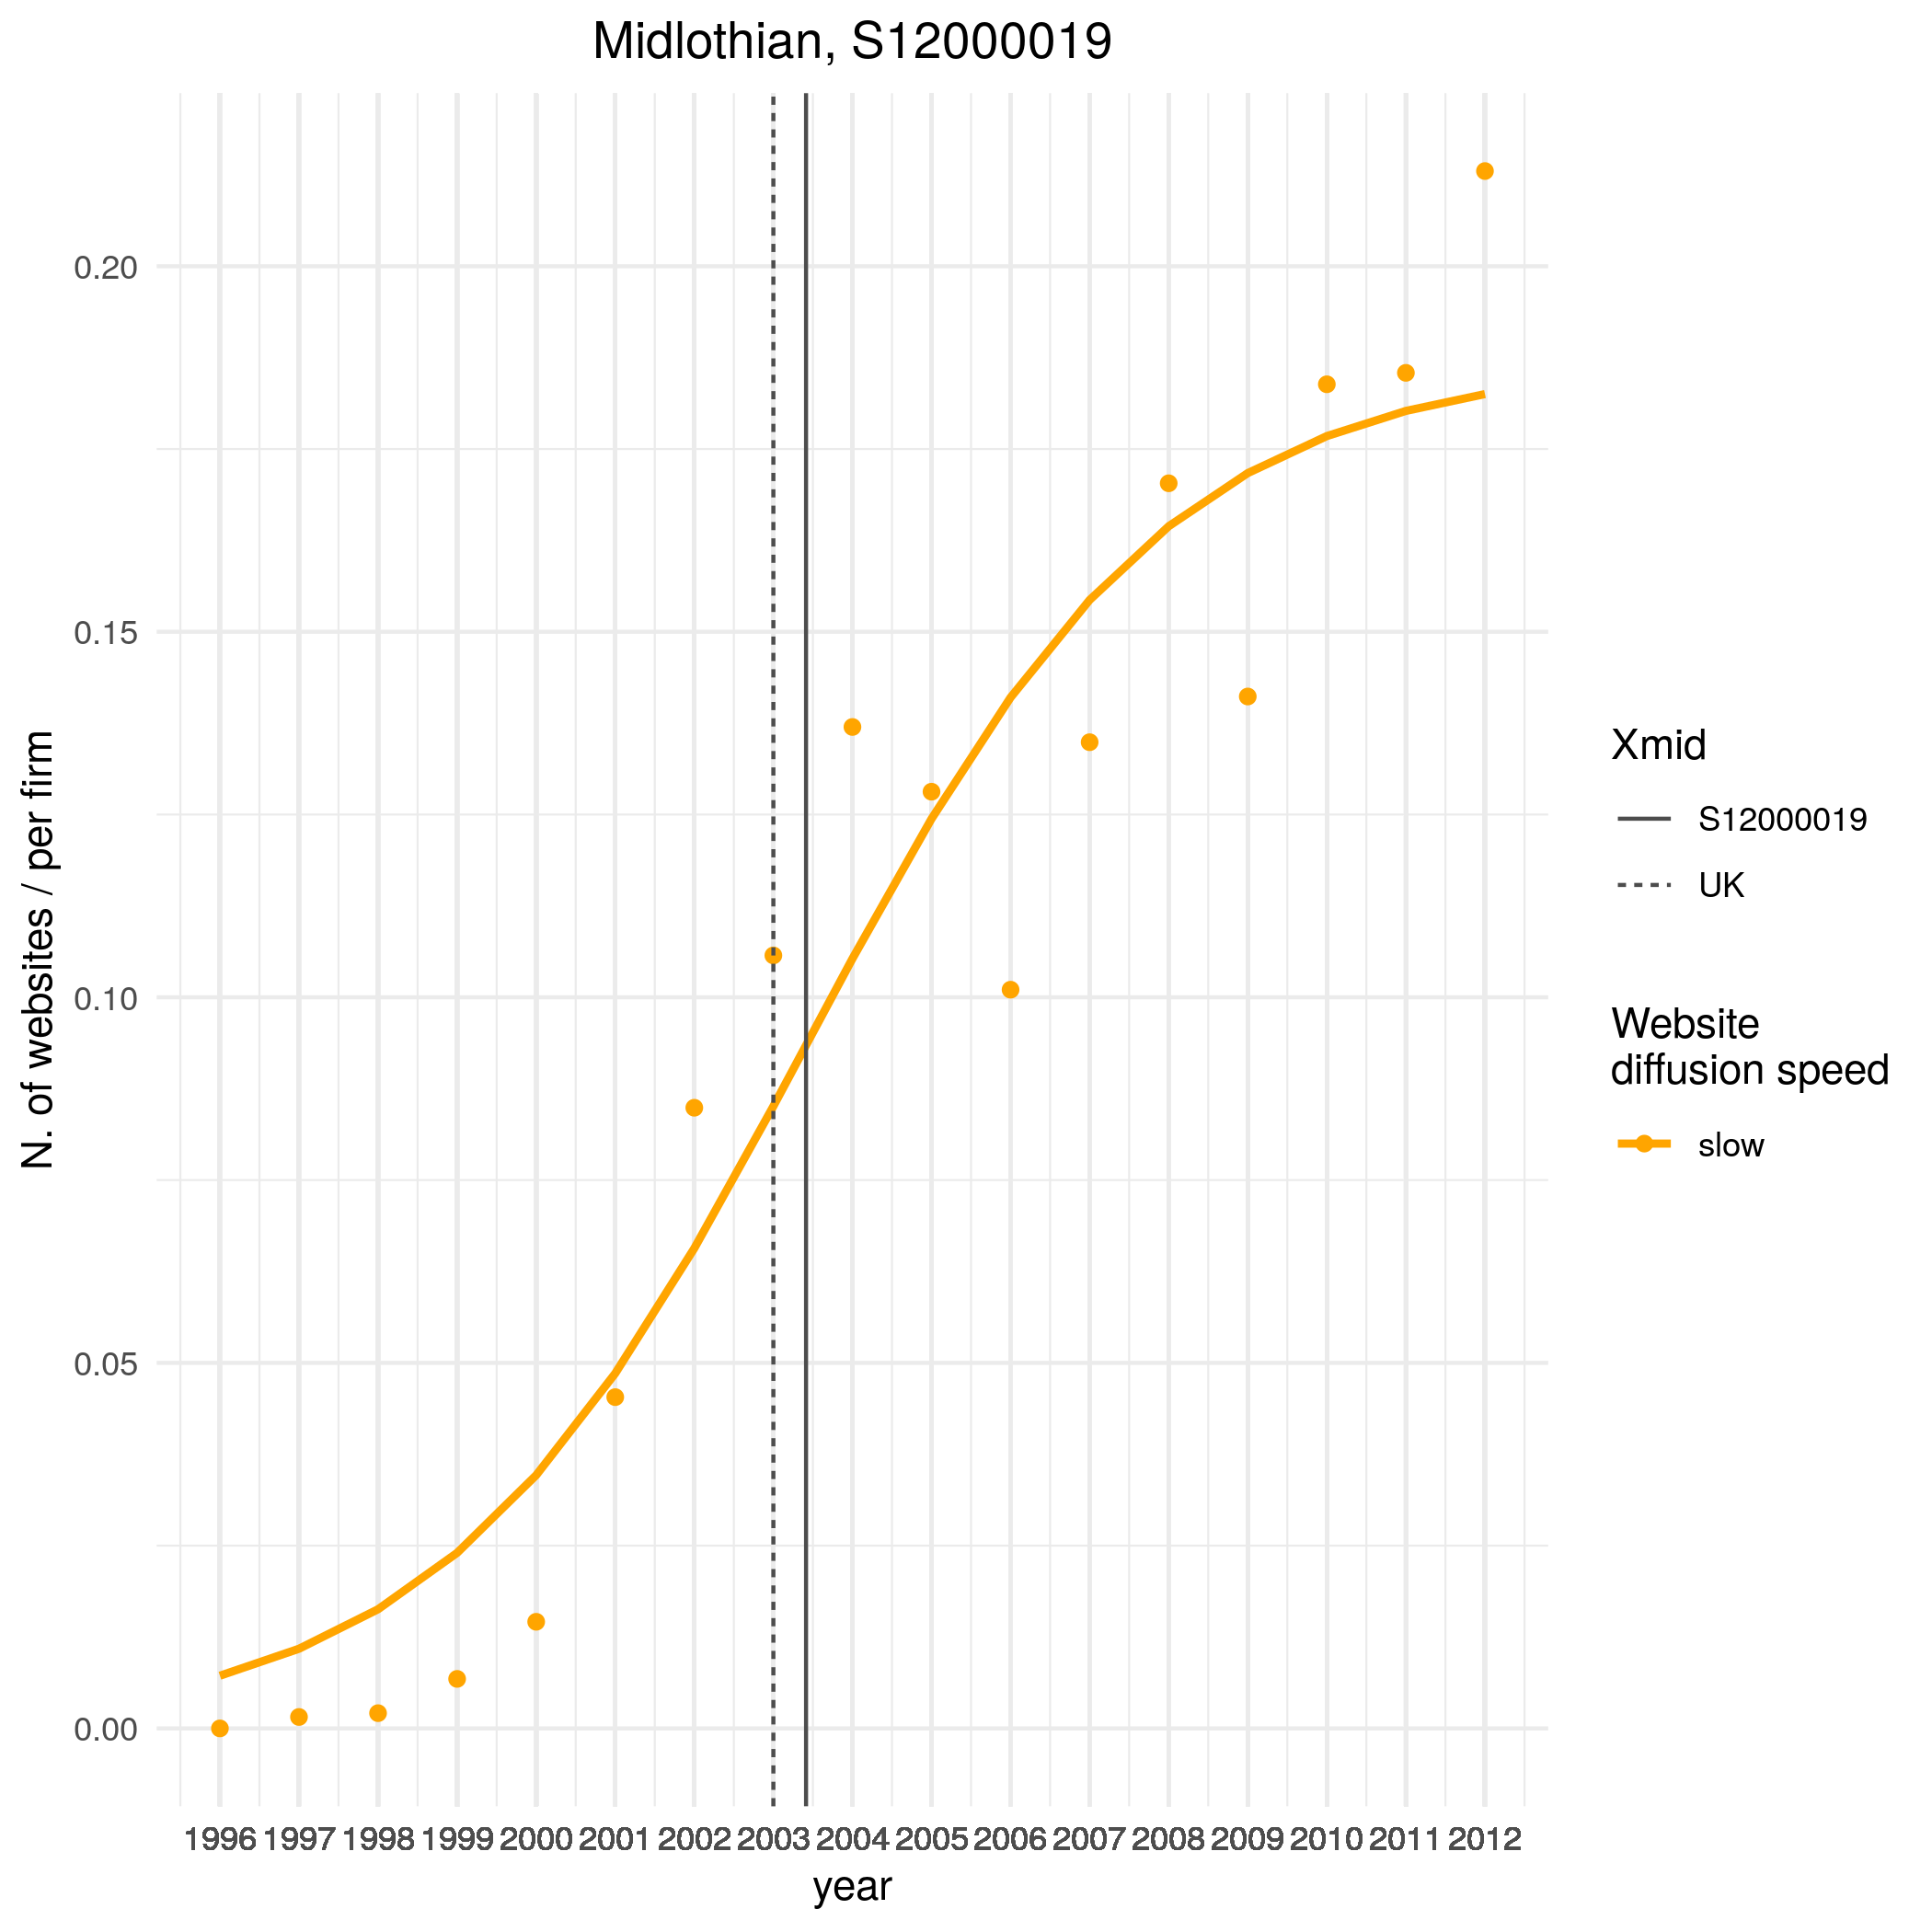 Midlothian, S12000019
N. of websites / per firm
0.20
0.15
0.10
0.05
0.00
1996 1997 1998 1999 2000 2001 2002 2003 2004 2005 2006 2007 2008 2009 2010 2011 2012
year
Xmid
S12000019
UK
Website
diffusion speed
slow